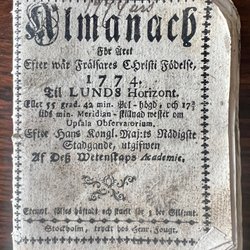 Almanach
För Året
Efter wår Frälsares CHristi Födelse,
1774.
Til LUNDS Horizont.
Eller 55 grad. 42 min. Pol-högd, och 17
tids min. Meridian-skilnad wester om
Upsala Observatorium,
Efter Hans Kongl. Maj:ts Nådigste
Stadgande, utgifwen
Af Deß Wetenskaps Academie.
Stockholm, tryckt hos Henr. Fougt.